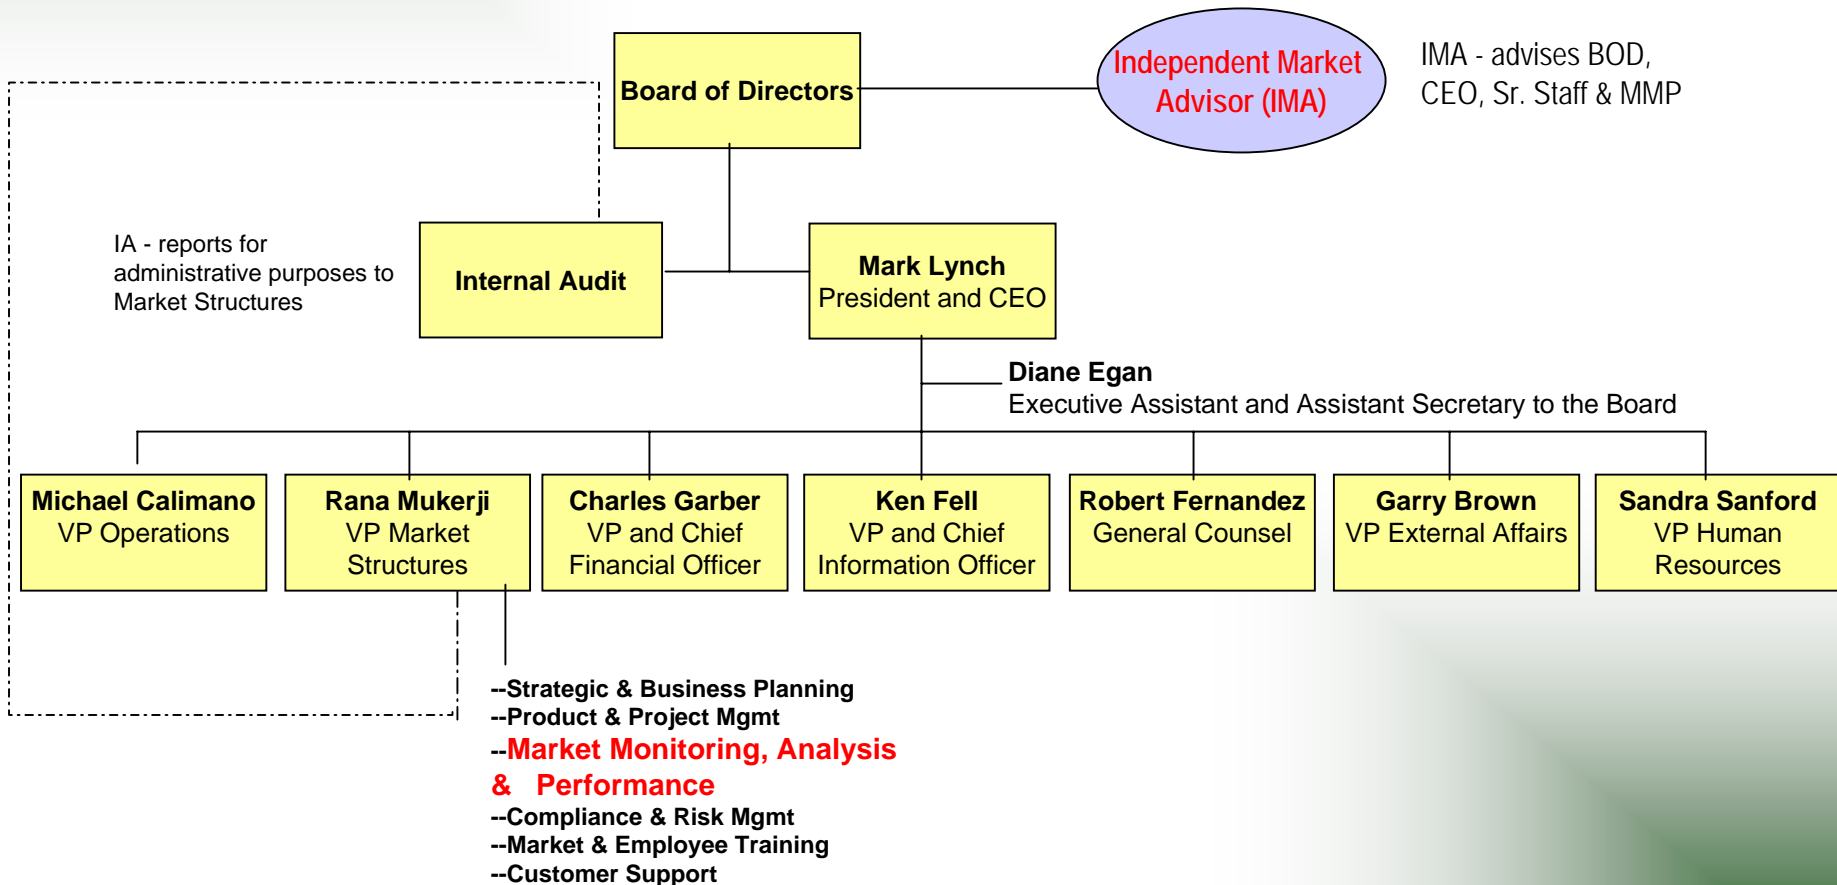 Board of Directors
Independent Market
Advisor (IMA)
IMA - advises BOD,
CEO, Sr. Staff & MMP
IA - reports for
administrative purposes to
Market Structures
Internal Audit
Mark Lynch
President and CEO
Diane Egan
Executive Assistant and Assistant Secretary to the Board
Michael Calimano
VP Operations
Rana Mukerji
VP Market
Structures
Charles Garber
VP and Chief
Financial Officer
Ken Fell
VP and Chief
Information Officer
Robert Fernandez
General Counsel
Garry Brown
VP External Affairs
Sandra Sanford
VP Human
Resources
--Strategic & Business Planning
--Product & Project Mgmt
--Market Monitoring, Analysis
& Performance
--Compliance & Risk Mgmt
--Market & Employee Training
--Customer Support